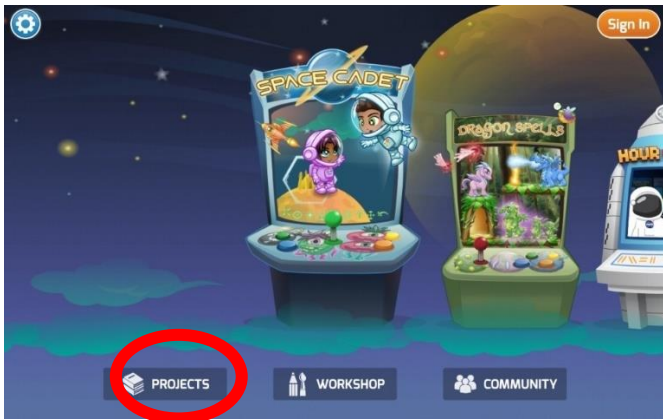 Sign In
SPACE CADET
DRAGON SPELLS
HOUR
PROJECTS
WORKSHOP
COMMUNITY